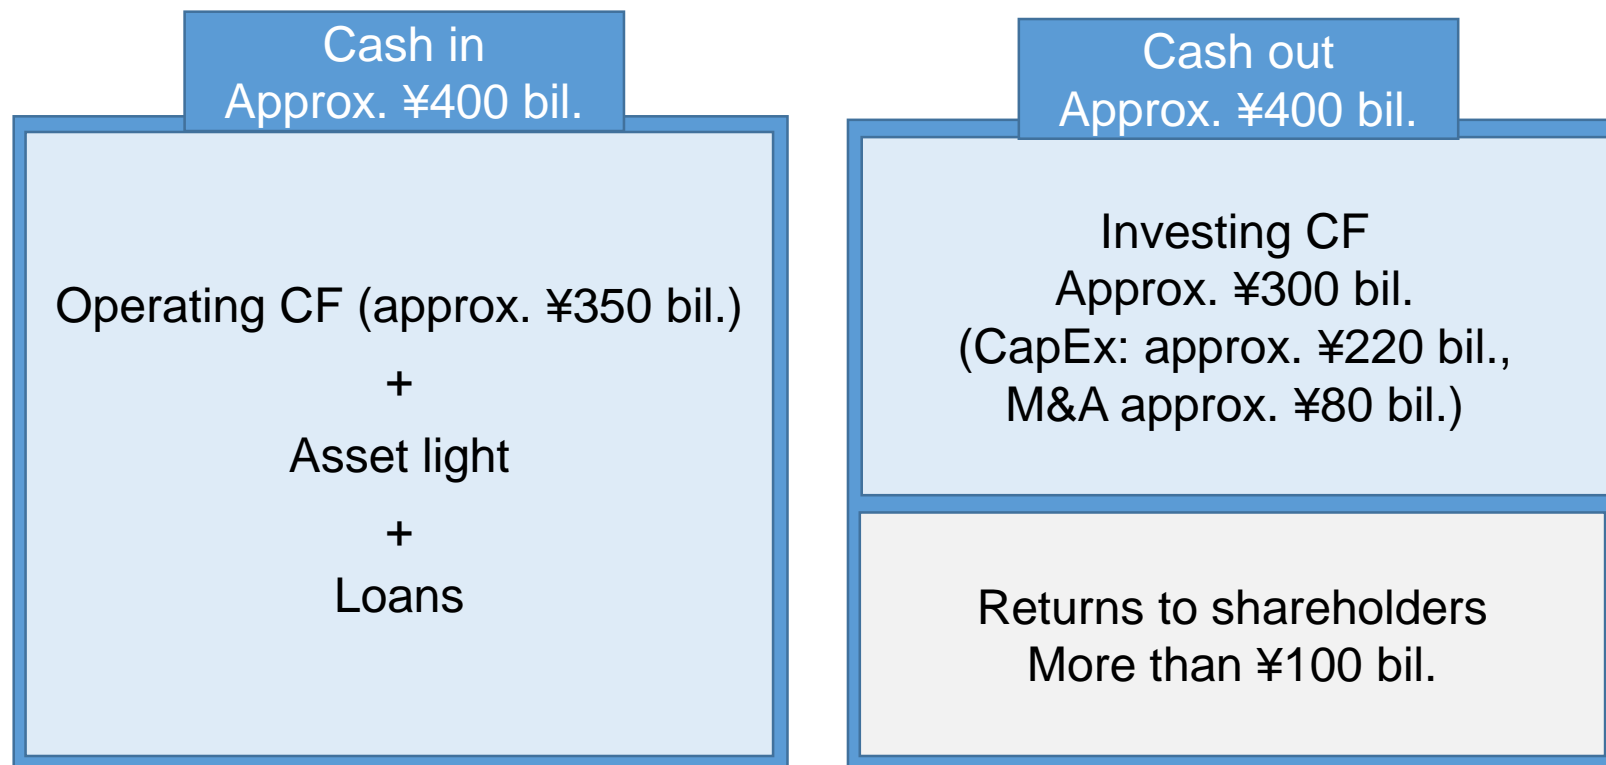 Cash in
Approx. ¥400 bil.
Operating CF (approx. ¥350 bil.)
+
Asset light
+
Loans
Cash out
Approx. ¥400 bil.
Investing CF
Approx. ¥300 bil.
(CapEx: approx. ¥220 bil.,
M&A approx. ¥80 bil.)
Returns to shareholders
More than ¥100 bil.